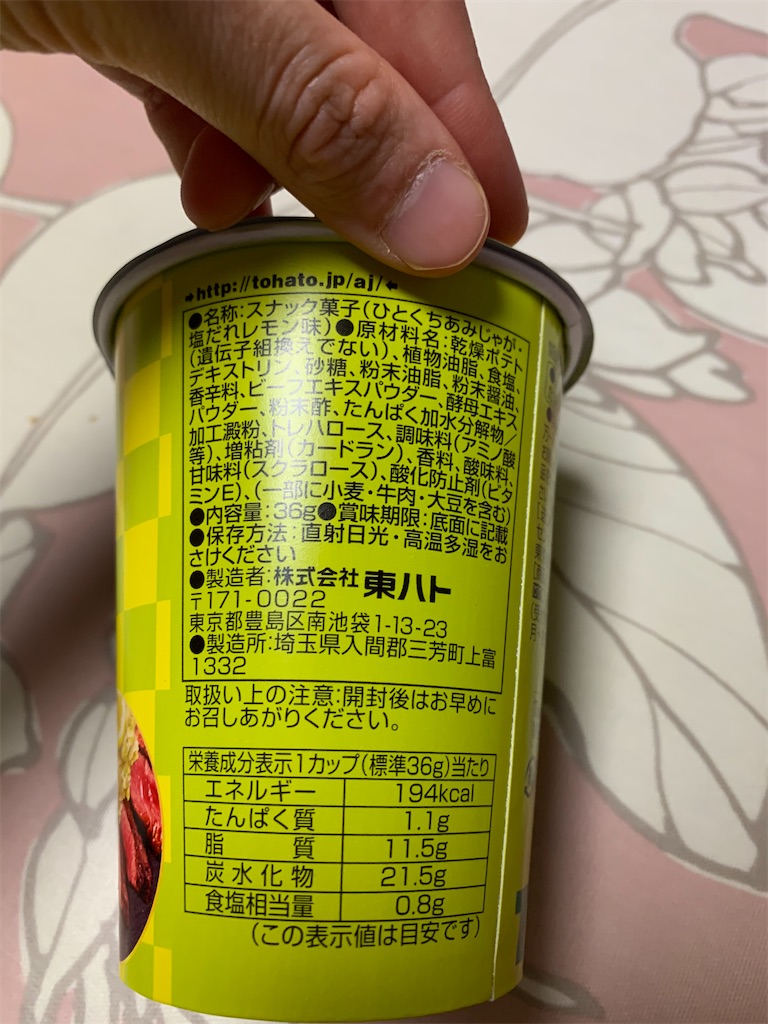 ➡http://tohato.jp/aj/⬅
●名称:スナック菓子(ひとくちあみじゃが・
塩だれレモン味)●原材料名:乾燥ポテト
(遺伝子組換えでない)、植物油脂、食塩、
デキストリン、砂糖、粉末油脂、粉末醤油、
香辛料、ビーフエキスパウダー、酵母エキス
パウダー、粉末酢、たんぱく加水分解物/
加工澱粉、トレハロース、調味料(アミノ酸
等)、増粘剤(カードラン)、香料、酸味料、
甘味料(スクラロース)、酸化防止剤(ビタ
ミンE)、(一部に小麦・牛肉・大豆を含む)
●内容量:36g●賞味期限:底面に記載
●保存方法:直射日光・高温多湿をお
さけください
●製造者:株式会社 東ハト
〒171-0022
東京都豊島区南池袋1-13-23
●製造所:埼玉県入間郡三芳町上富
1332
取扱い上の注意:開封後はお早めに
お召しあがりください。
栄養成分表示1カップ(標準36g)当たり
エネルギー 194kcal
たんぱく質 1.1g
脂質 11.5g
炭水化物 21.5g
食塩相当量 0.8g
(この表示値は目安です)